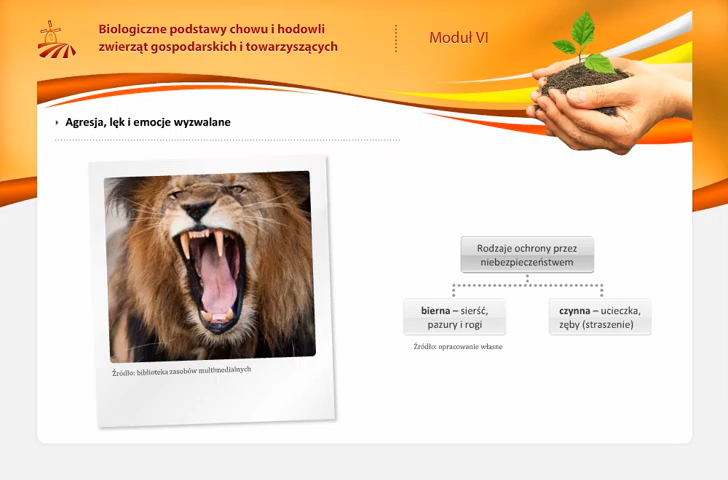 Biologiczne podstawy chowu i hodowli
zwierząt gospodarskich i towarzyszących
Moduł VI
Agresja, lęk i emocje wyzwalane
Źródło: biblioteka zasobów multimedialnych
Rodzaje ochrony przez
niebezpieczeństwem
bierna – sierść,
pazury i rogi
czynna – ucieczka,
zęby (straszenie)
Źródło: opracowanie własne